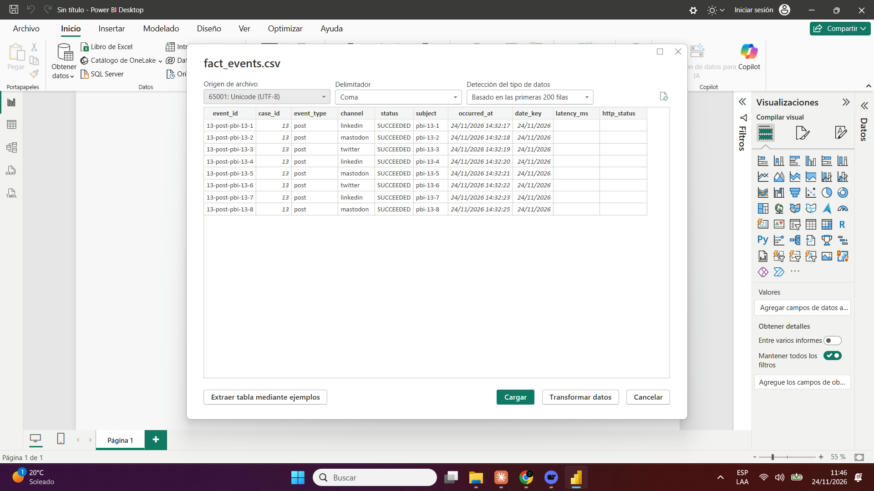 Sin título - Power BI Desktop
Iniciar sesión
Archivo Inicio Insertar Modelado Diseño Ver Optimizar Ayuda
Compartir
Pegar
Portapapeles
Obtener datos
Libro de Excel
Catálogo de OneLake
SQL Server
Datos
Copilot
Copilot
fact_events.csv
Origen de archivo: Delimitador Detección del tipo de datos
65001: Unicode (UTF-8) Coma Basado en las primeras 200 filas
event_id case_id event_type channel status subject occurred_at date_key latency_ms http_status
13-post-pbi-13-1 13 post linkedin SUCCEEDED pbi-13-1 24/11/2026 14:32:17 24/11/2026
13-post-pbi-13-2 13 post mastodon SUCCEEDED pbi-13-2 24/11/2026 14:32:18 24/11/2026
13-post-pbi-13-3 13 post twitter SUCCEEDED pbi-13-3 24/11/2026 14:32:19 24/11/2026
13-post-pbi-13-4 13 post linkedin SUCCEEDED pbi-13-4 24/11/2026 14:32:20 24/11/2026
13-post-pbi-13-5 13 post mastodon SUCCEEDED pbi-13-5 24/11/2026 14:32:21 24/11/2026
13-post-pbi-13-6 13 post twitter SUCCEEDED pbi-13-6 24/11/2026 14:32:22 24/11/2026
13-post-pbi-13-7 13 post linkedin SUCCEEDED pbi-13-7 24/11/2026 14:32:23 24/11/2026
13-post-pbi-13-8 13 post mastodon SUCCEEDED pbi-13-8 24/11/2026 14:32:25 24/11/2026
Extraer tabla mediante ejemplos Cargar Transformar datos Cancelar
Filtros
Visualizaciones
Compilar visual
Datos
Valores
Agregar campos de datos a...
Obtener detalles
Entre varios informes
Mantener todos los filtros
Agregue los campos de ob...
Página 1
Página 1 de 1
55 %
20°C
Soleado
Buscar
ESP
LAA
11:46
24/11/2026